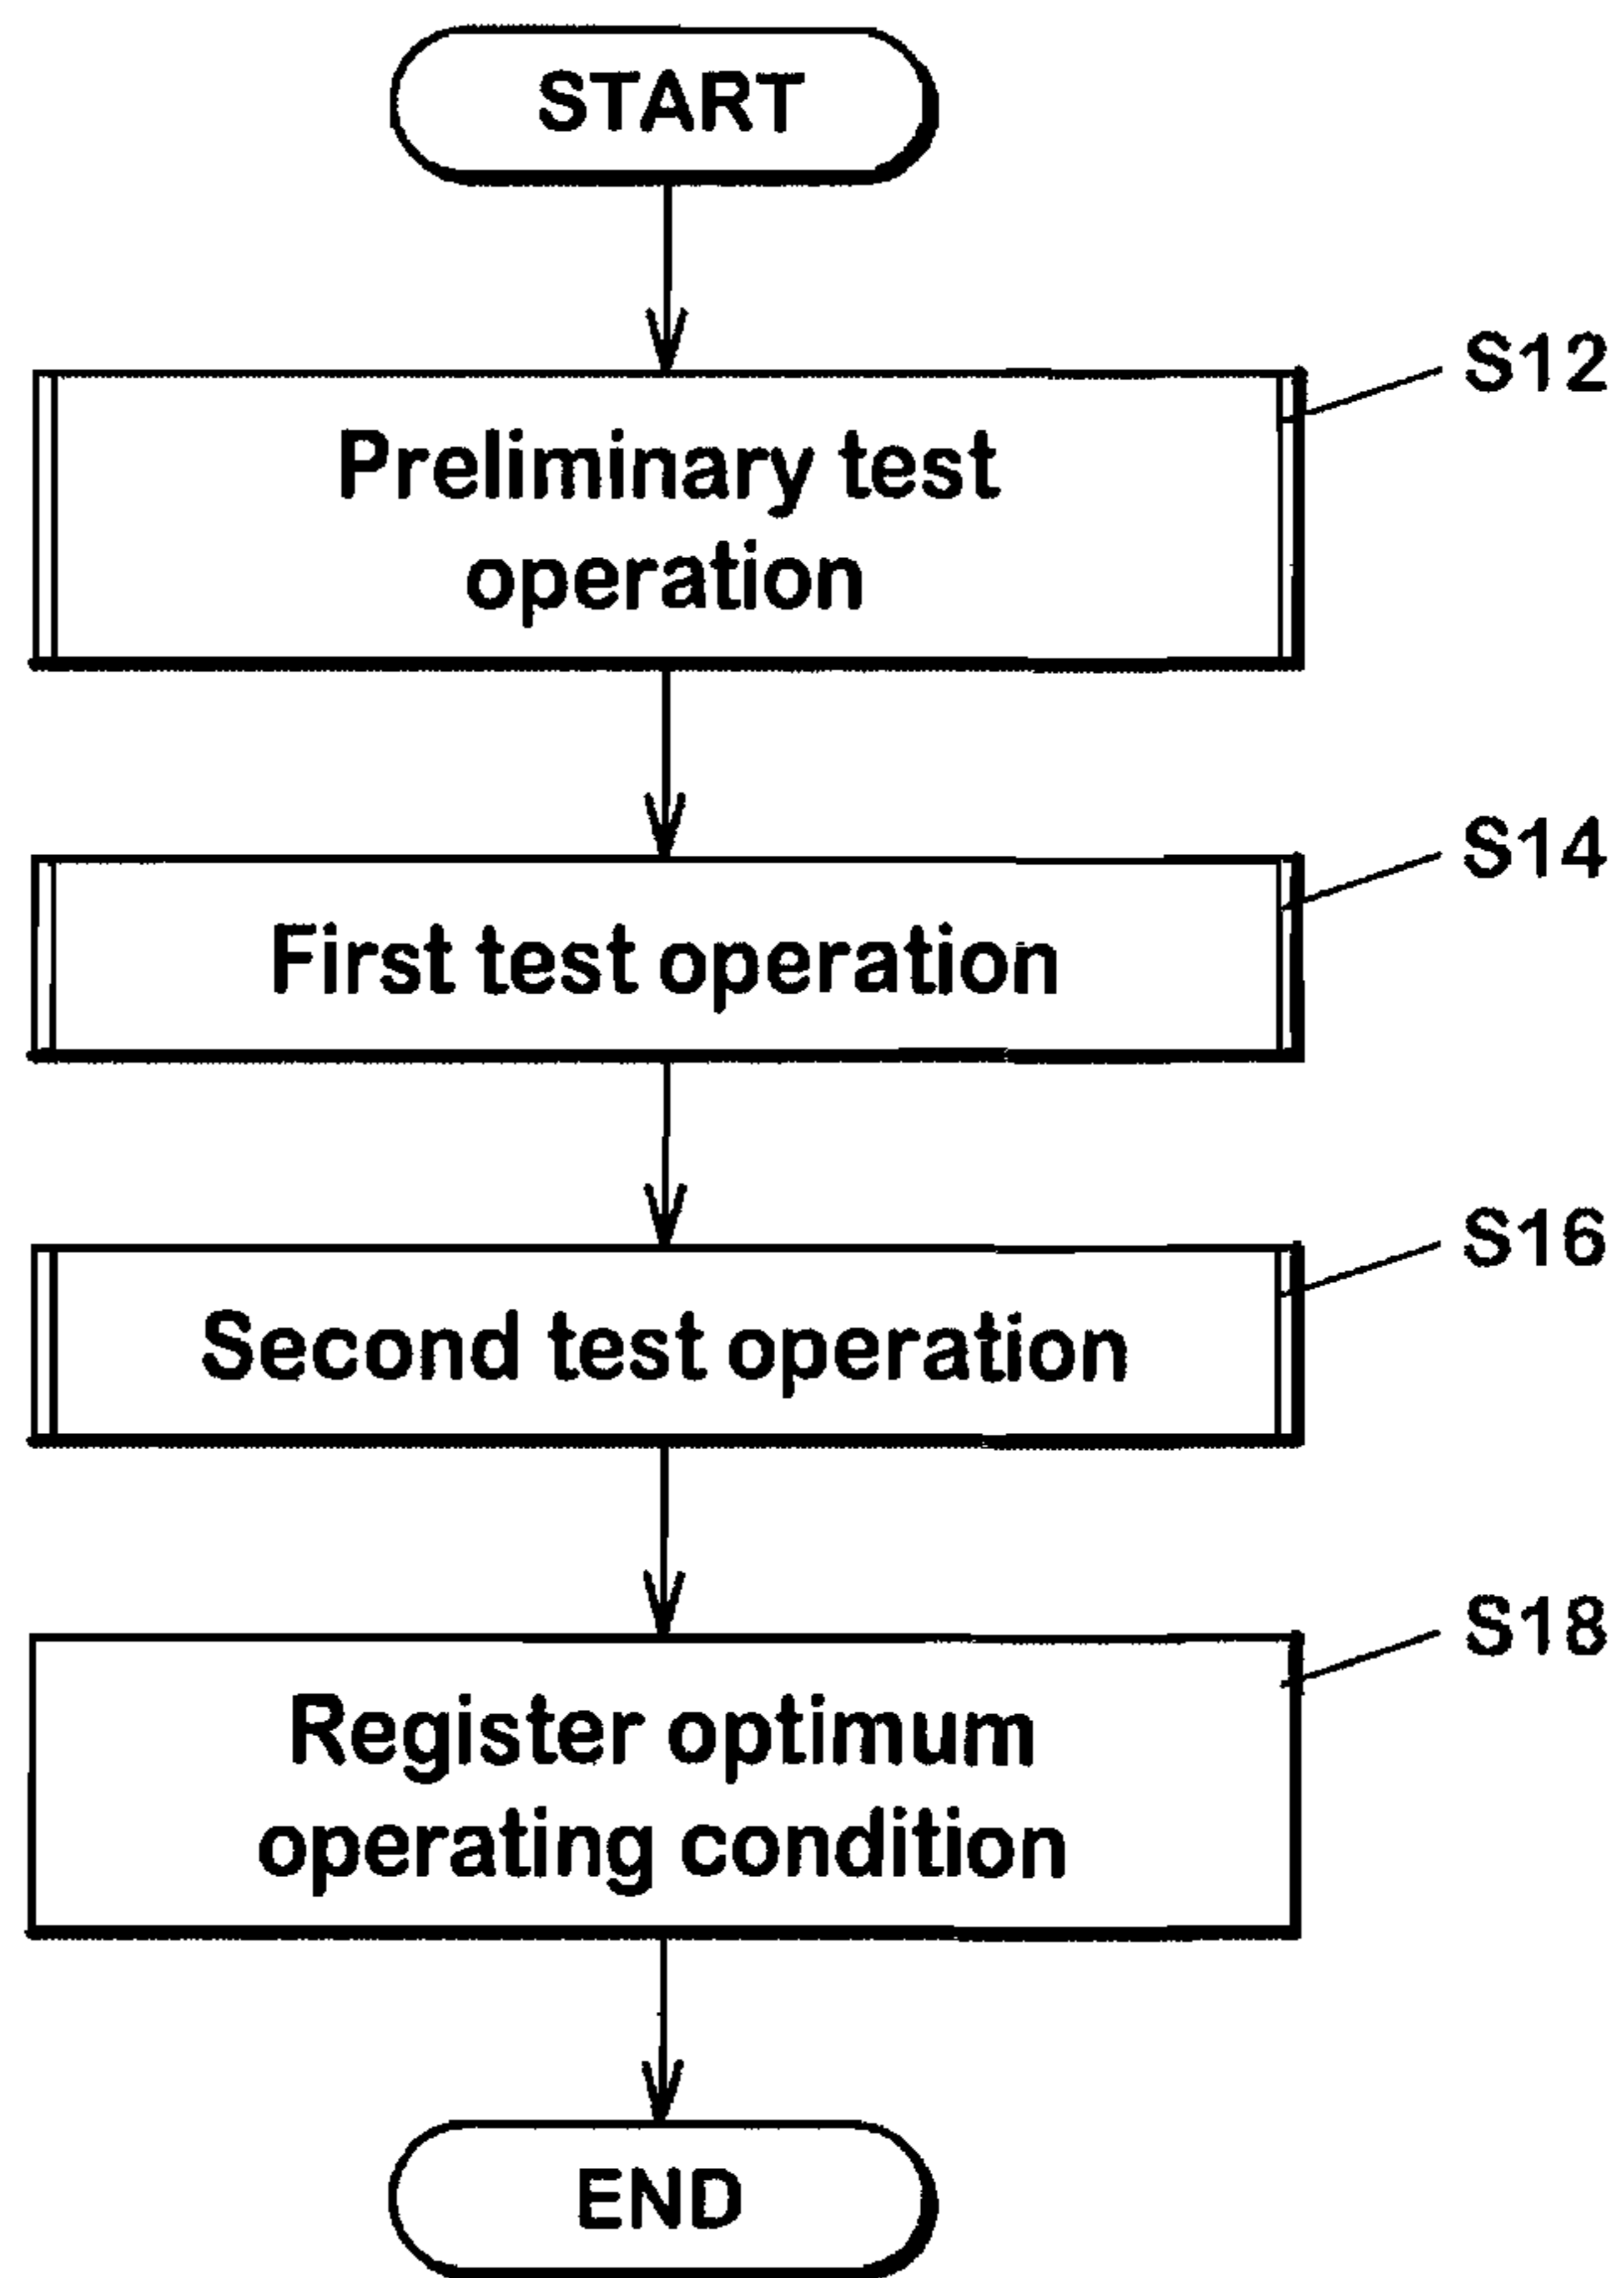 START
S12
Preliminary test
operation
S14
First test operation
S16
Second test operation
S18
Register optimum
operating condition
END